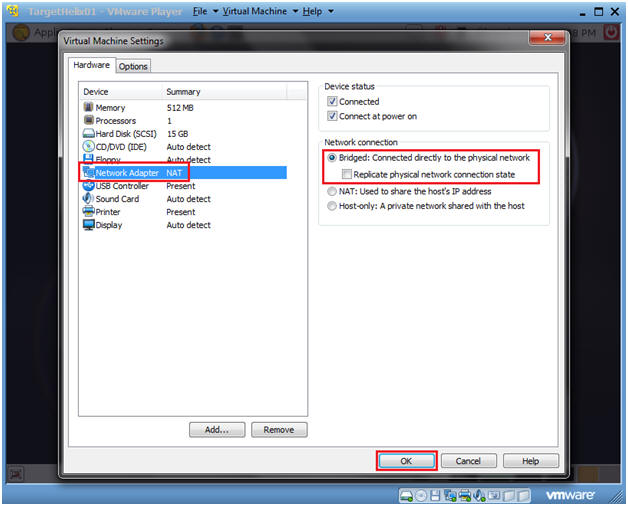 TargetHelix01 - VMware Player File Virtual Machine Help
Appl 8 PM
Virtual Machine Settings
Hardware Options
Device Summary
Memory 512 MB
Processors 1
Hard Disk (SCSI) 15 GB
CD/DVD (IDE) Auto detect
Floppy Auto detect
Network Adapter NAT
USB Controller Present
Sound Card Auto detect
Printer Present
Display Auto detect
Add... Remove
Device status
Connected
Connect at power on
Network connection
Bridged: Connected directly to the physical network
Replicate physical network connection state
NAT: Used to share the host's IP address
Host-only: A private network shared with the host
OK Cancel Help
vmware